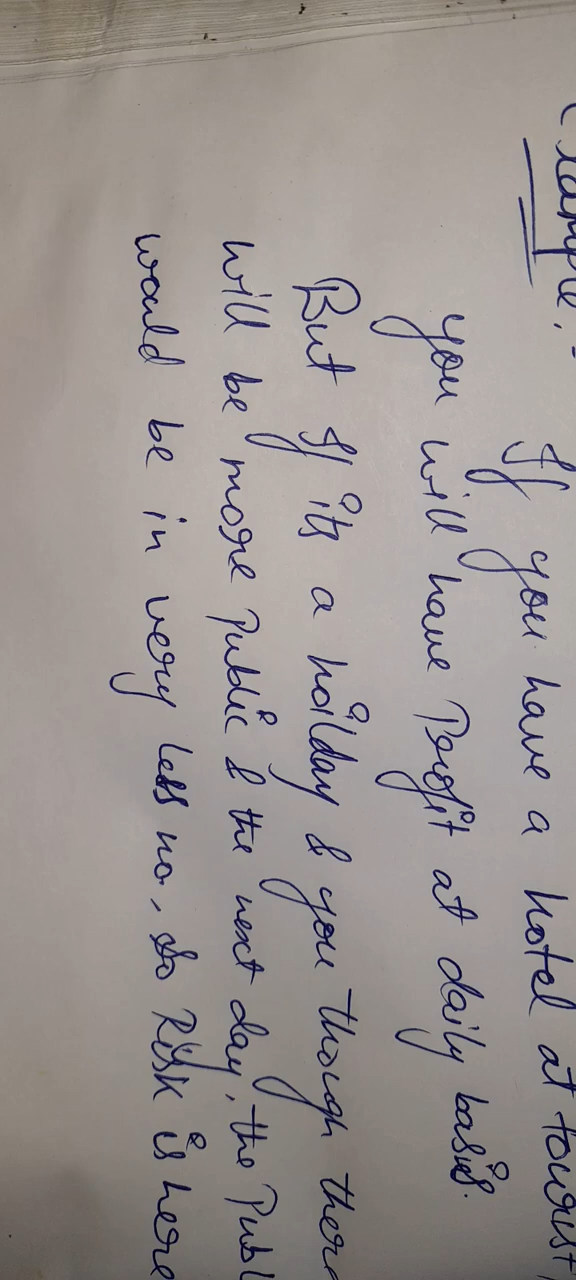 Example:-
If you have a hotel at tourist
you will have Profit at daily basis.
But If its a hoilday & you though there
will be more Public & the next day, the Publ
would be in very less no., So Risk is here